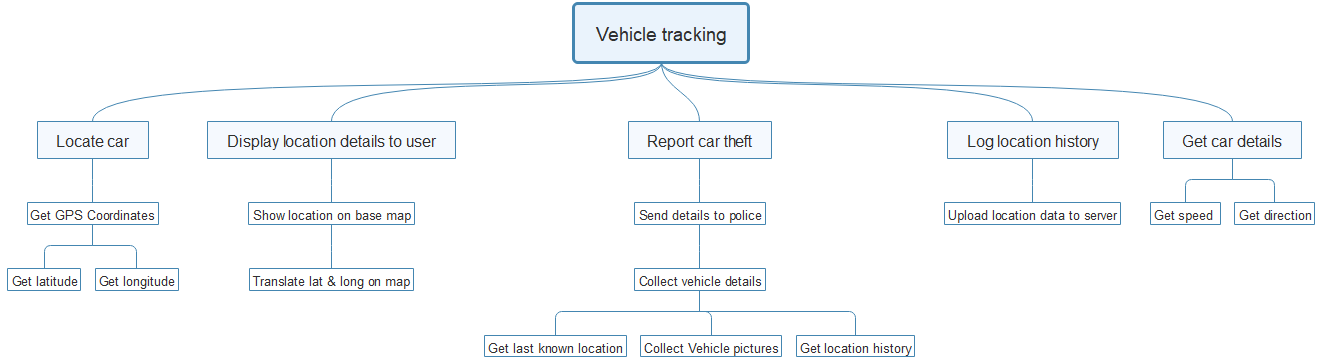 Vehicle tracking
Locate car
Display location details to user
Report car theft
Log location history
Get car details
Get GPS Coordinates
Show location on base map
Send details to police
Upload location data to server
Get speed
Get direction
Get latitude
Get longitude
Translate lat & long on map
Collect vehicle details
Get last known location
Collect Vehicle pictures
Get location history